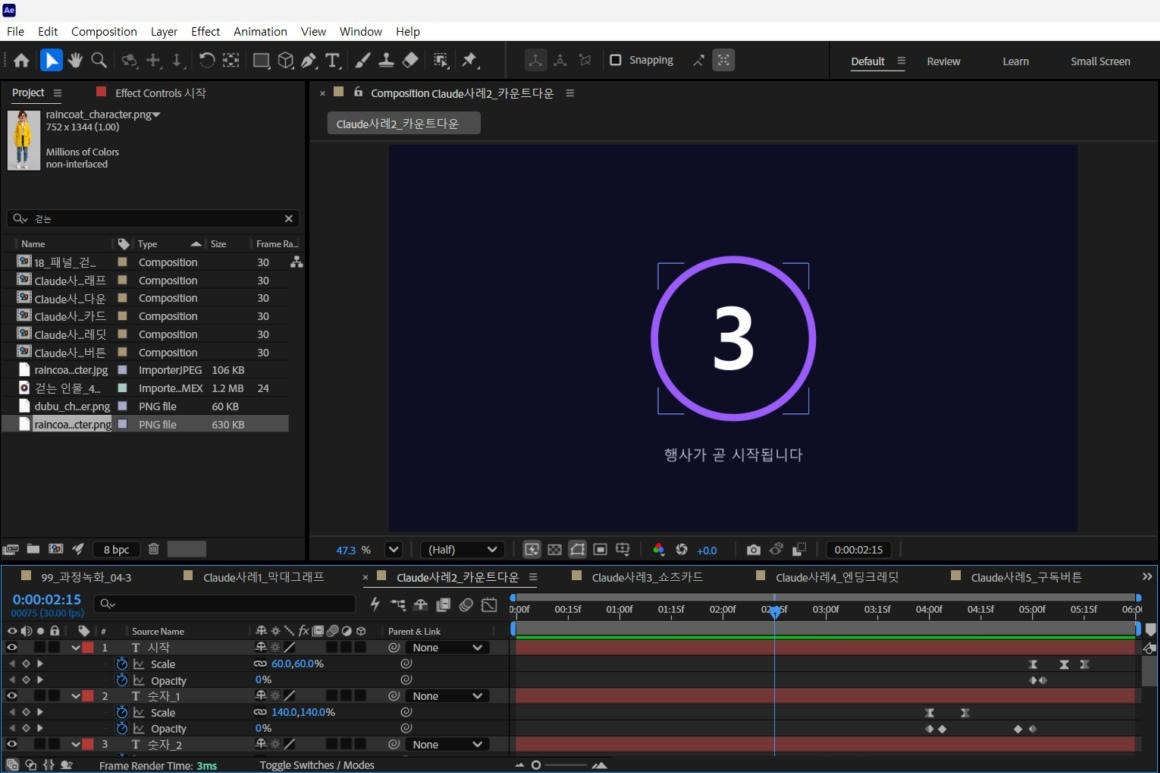 Ae
File Edit Composition Layer Effect Animation View Window Help
Snapping
Default Review Learn Small Screen
Project Effect Controls 시작
raincoat_character.png
752 x 1344 (1.00)
Millions of Colors
non-interlaced
걷는
Name Type Size Frame Ra...
18_패널_걷... Composition 30
Claude사...래프 Composition 30
Claude사...다운 Composition 30
Claude사...카드 Composition 30
Claude사...레딧 Composition 30
Claude사...버튼 Composition 30
raincoa...cter.jpg ImporterJPEG 106 KB
걷는 인물_4... Importe...MEX 1.2 MB 24
dubu_ch...er.png PNG file 60 KB
raincoa...cter.png PNG file 630 KB
8 bpc
Composition Claude사례2_카운트다운
Claude사례2_카운트다운
3
행사가 곧 시작됩니다
47.3 % (Half) +0.0 0:00:02:15
99_과정녹화_04-3 Claude사례1_막대그래프 Claude사례2_카운트다운 Claude사례3_쇼츠카드 Claude사례4_엔딩크레딧 Claude사례5_구독버튼
0:00:02:15
00075 (30.00 fps)
0:00f 00:15f 01:00f 01:15f 02:00f 02:15f 03:00f 03:15f 04:00f 04:15f 05:00f 05:15f 06:0
# Source Name fx Parent & Link
1 T 시작 None
Scale 60.0,60.0%
Opacity 0%
2 T 숫자_1 None
Scale 140.0,140.0%
Opacity 0%
3 T 숫자_2 None
Frame Render Time: 3ms Toggle Switches / Modes